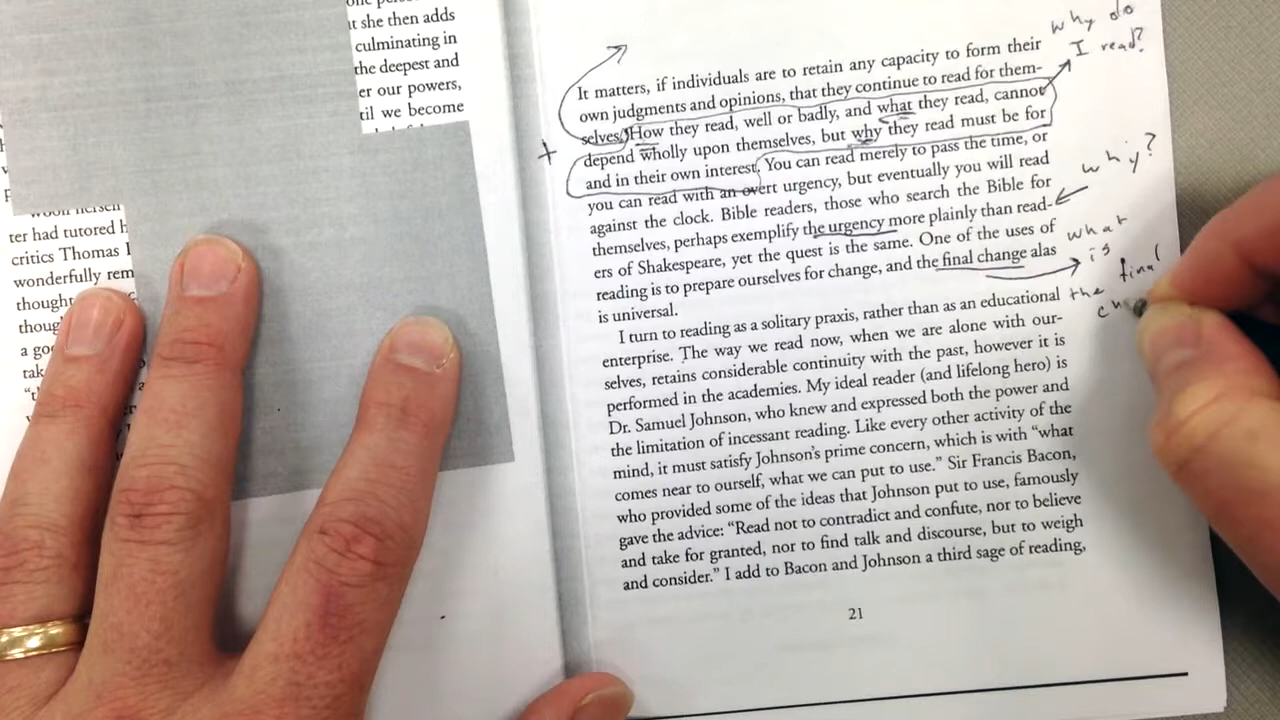 t she then adds
culminating in
the deepest and
er our powers,
til we become
ter had tutored
critics Thomas
wonderfully rem
though
thoug
a go
tak
It matters, if individuals are to retain any capacity to form their
own judgments and opinions, that they continue to read for them-
selves. How they read, well or badly, and what they read, cannot
depend wholly upon themselves, but why they read must be for
and in their own interest. You can read merely to pass the time, or
you can read with an overt urgency, but eventually you will read
against the clock. Bible readers, those who search the Bible for
themselves, perhaps exemplify the urgency more plainly than read-
ers of Shakespeare, yet the quest is the same. One of the uses of
reading is to prepare ourselves for change, and the final change alas
is universal.
I turn to reading as a solitary praxis, rather than as an educational
enterprise. The way we read now, when we are alone with our-
selves, retains considerable continuity with the past, however it is
performed in the academies. My ideal reader (and lifelong hero) is
Dr. Samuel Johnson, who knew and expressed both the power and
the limitation of incessant reading. Like every other activity of the
mind, it must satisfy Johnson's prime concern, which is with "what
comes near to ourself, what we can put to use." Sir Francis Bacon,
who provided some of the ideas that Johnson put to use, famously
gave the advice: "Read not to contradict and confute, nor to believe
and take for granted, nor to find talk and discourse, but to weigh
and consider." I add to Bacon and Johnson a third sage of reading,
21
why do
I read?
why?
what
is
the final